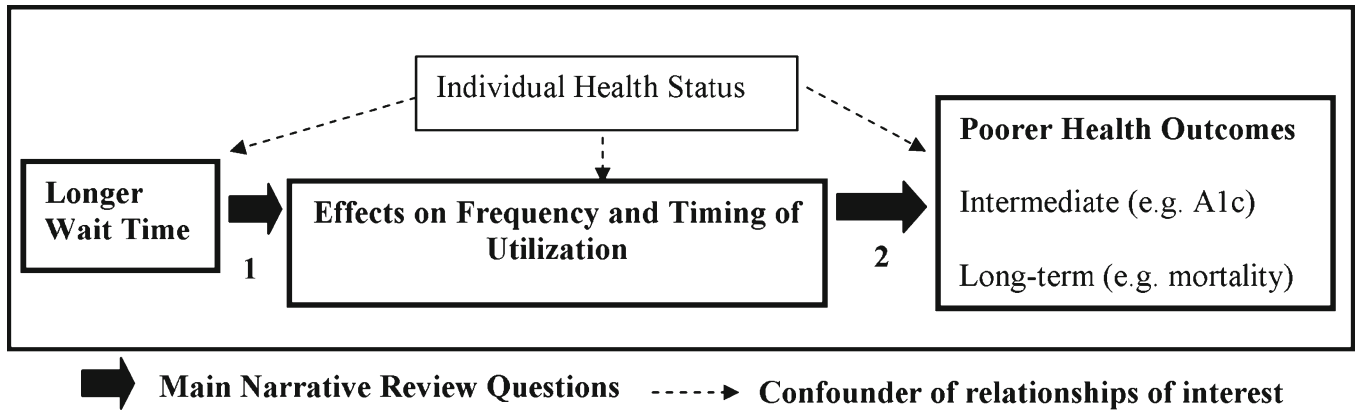 Individual Health Status
Longer
Wait Time
1
Effects on Frequency and Timing of
Utilization
2
Poorer Health Outcomes
Intermediate (e.g. A1c)
Long-term (e.g. mortality)
Main Narrative Review Questions
Confounder of relationships of interest